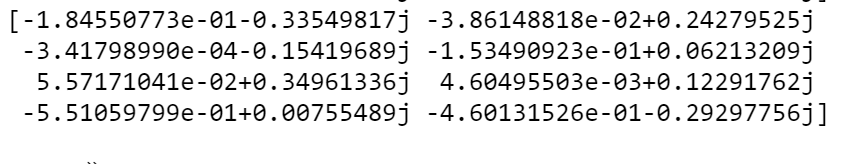 [-1.84550773e-01-0.33549817j -3.86148818e-02+0.24279525j
-3.41798990e-04-0.15419689j -1.53490923e-01+0.06213209j
5.57171041e-02+0.34961336j 4.60495503e-03+0.12291762j
-5.51059799e-01+0.00755489j -4.60131526e-01-0.29297756j]